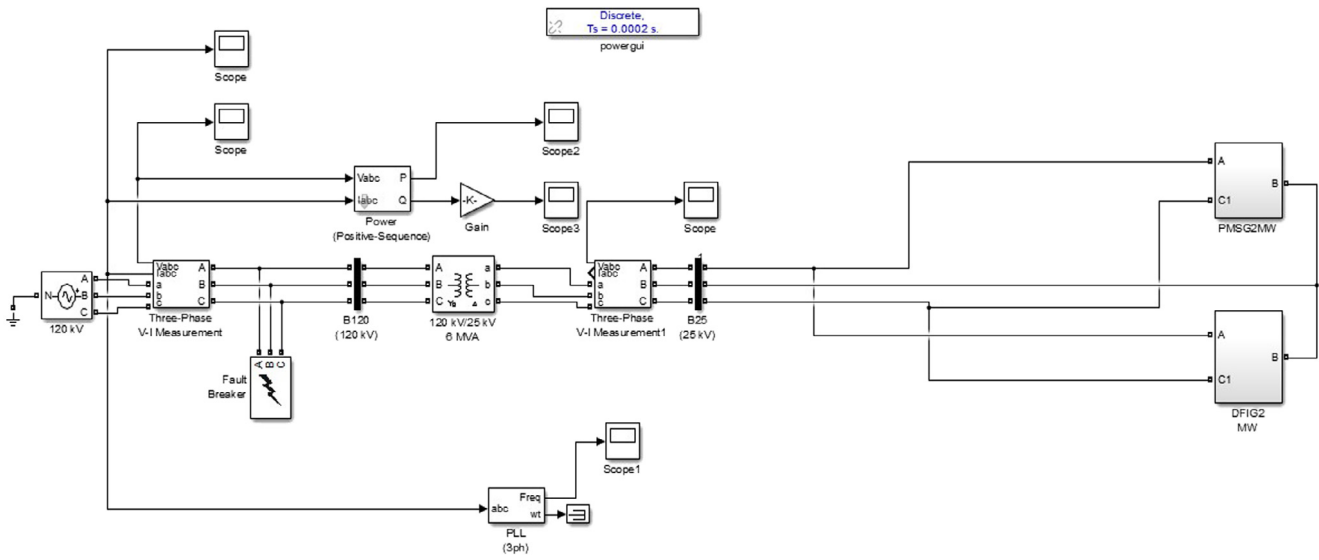 Discrete,
Ts = 0.0002 s.
powergui
Scope
Scope
Scope2
Vabc
P
Iabc
Q
Power
(Positive-Sequence)
-K-
Gain
Scope3
Scope
A
B
C1
PMSG2MW
N
A
B
C
120 kV
Vabc
Iabc
A
a
B
b
C
c
Three-Phase
V-I Measurement
B120
(120 kV)
A
a
B
b
C
c
Yg
Δ
120 kV/25 kV
6 MVA
Vabc
Iabc
A
a
B
b
C
c
Three-Phase
V-I Measurement1
B25
(25 kV)
A
B
C1
DFIG2
MW
A
B
C
Fault
Breaker
Scope1
abc
Freq
wt
PLL
(3ph)